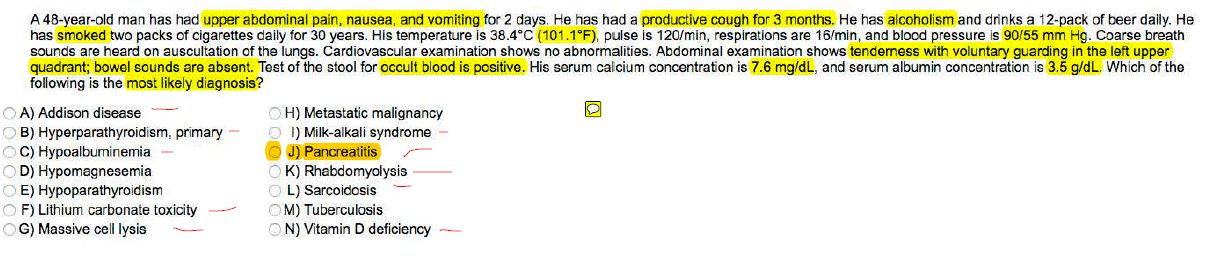 A 48-year-old man has had upper abdominal pain, nausea, and vomiting for 2 days. He has had a productive cough for 3 months. He has alcoholism and drinks a 12-pack of beer daily. He
has smoked two packs of cigarettes daily for 30 years. His temperature is 38.4°C (101.1°F), pulse is 120/min, respirations are 16/min, and blood pressure is 90/55 mm Hg. Coarse breath
sounds are heard on auscultation of the lungs. Cardiovascular examination shows no abnormalities. Abdominal examination shows tenderness with voluntary guarding in the left upper
quadrant; bowel sounds are absent. Test of the stool for occult blood is positive. His serum calcium concentration is 7.6 mg/dL, and serum albumin concentration is 3.5 g/dL. Which of the
following is the most likely diagnosis?
A) Addison disease
B) Hyperparathyroidism, primary
C) Hypoalbuminemia
D) Hypomagnesemia
E) Hypoparathyroidism
F) Lithium carbonate toxicity
G) Massive cell lysis
H) Metastatic malignancy
I) Milk-alkali syndrome
J) Pancreatitis
K) Rhabdomyolysis
L) Sarcoidosis
M) Tuberculosis
N) Vitamin D deficiency